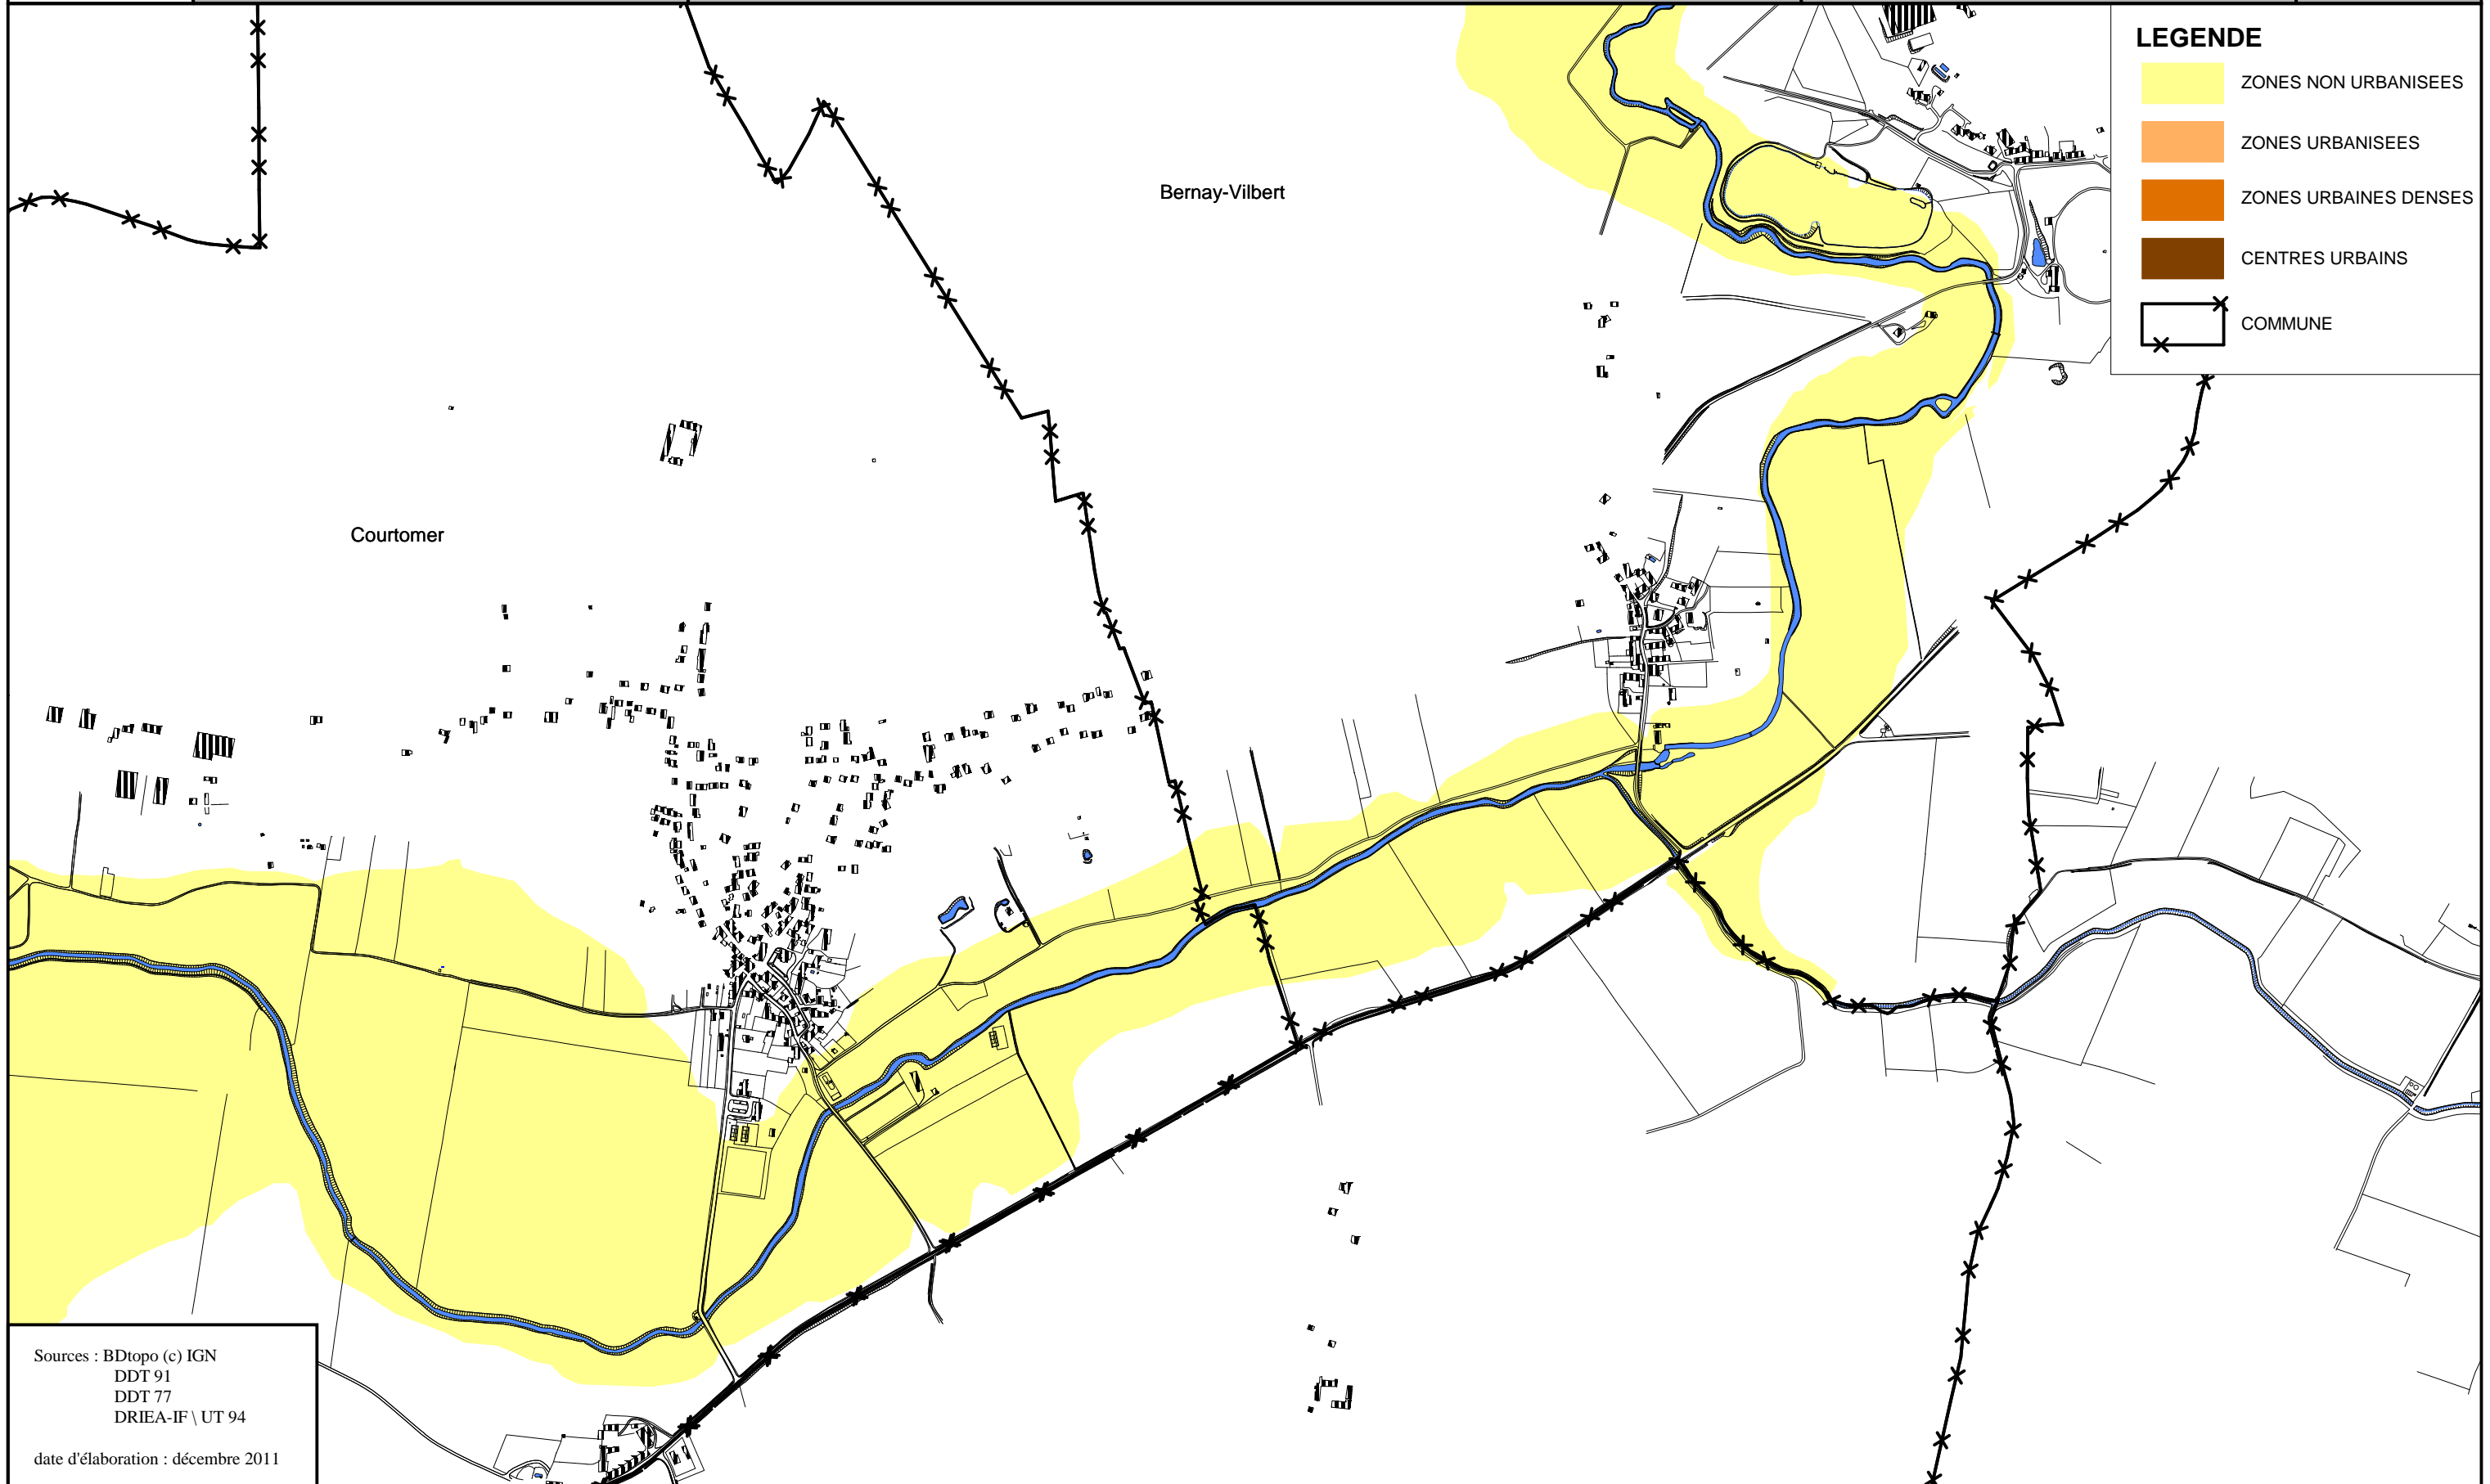 LEGENDE
ZONES NON URBANISEES
ZONES URBANISEES
ZONES URBAINES DENSES
CENTRES URBAINS
COMMUNE
Bernay-Vilbert
Courtomer
Sources : BDtopo (c) IGN
DDT 91
DDT 77
DRIEA-IF \ UT 94
date d'élaboration : décembre 2011